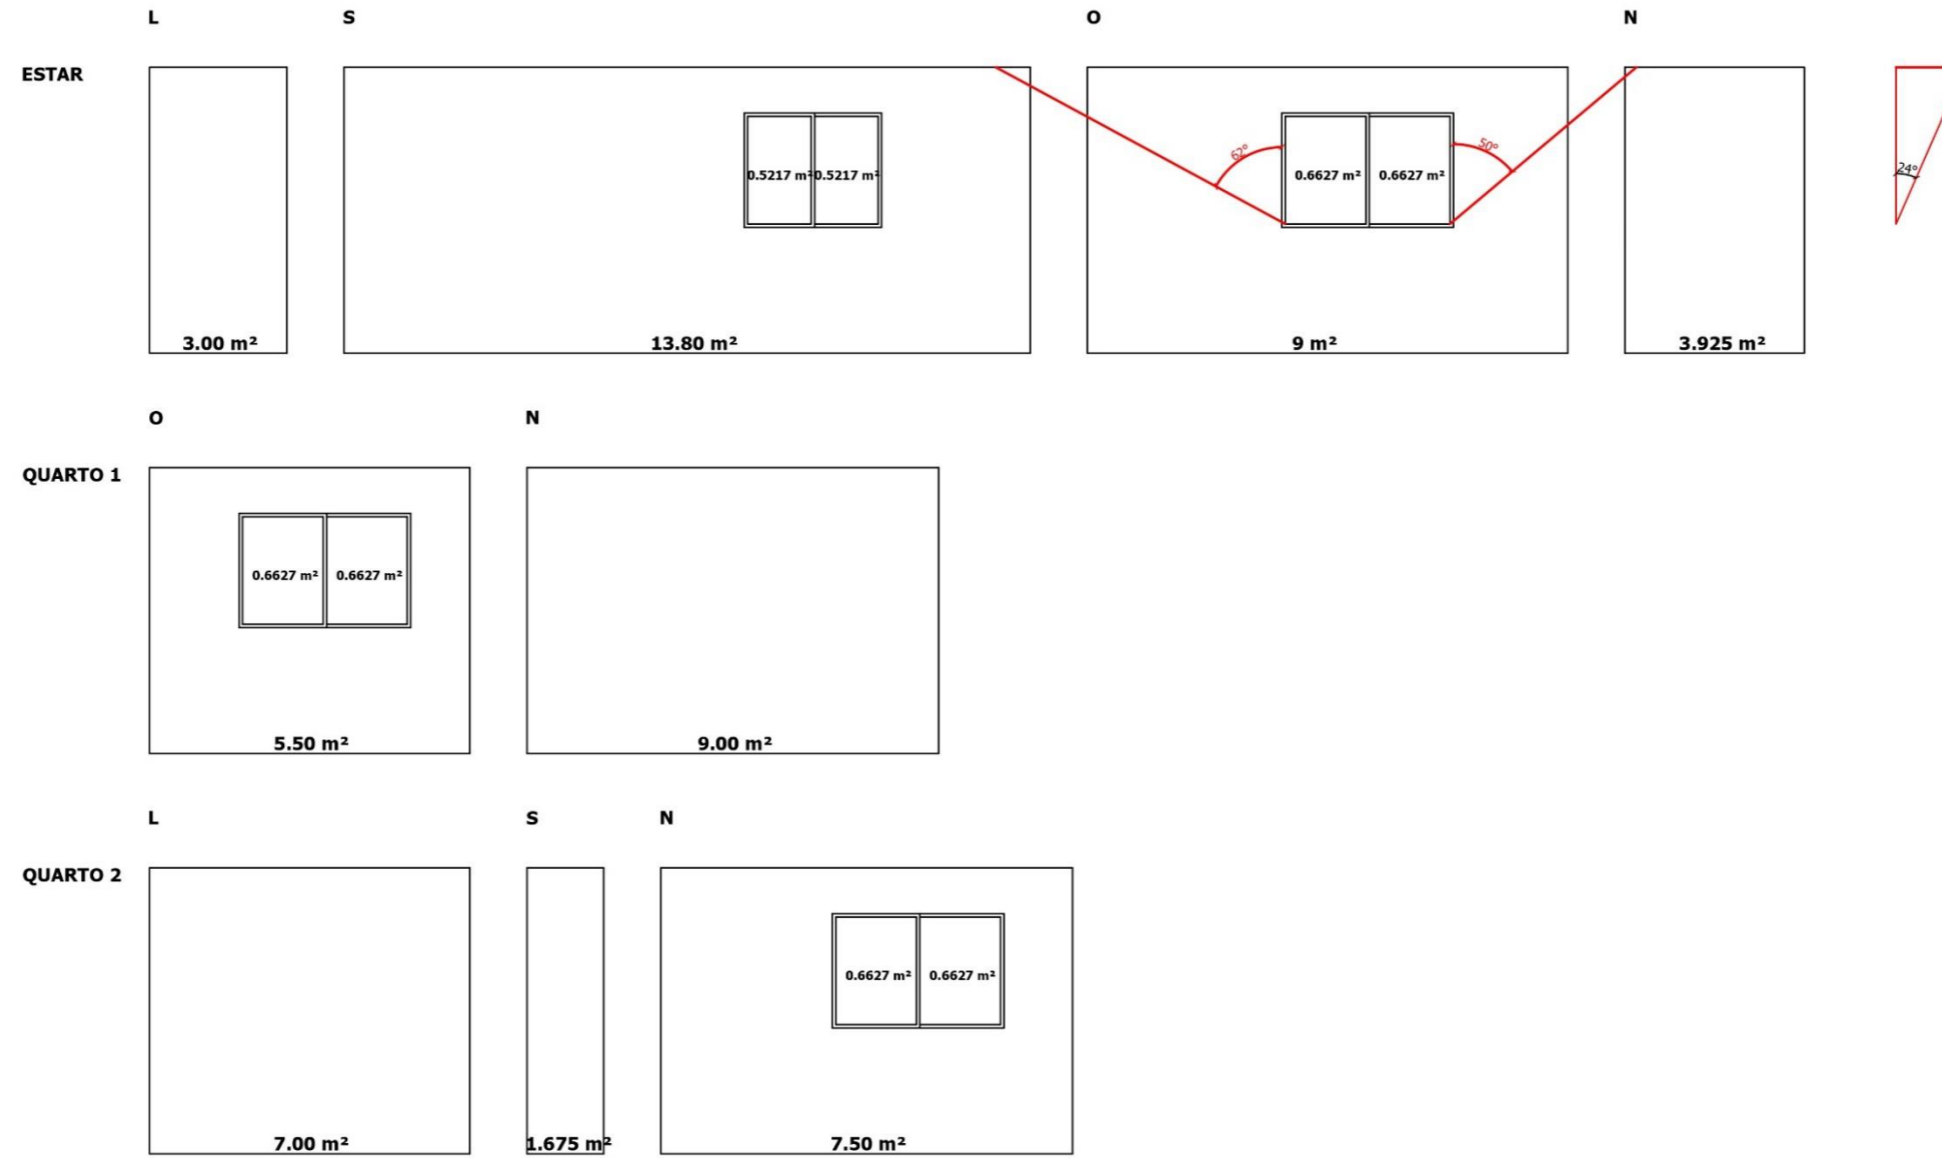 L S O N
ESTAR
62° 50°
0.5217 m² 0.5217 m² 0.6627 m² 0.6627 m² 24°
3.00 m² 13.80 m² 9 m² 3.925 m²
O N
QUARTO 1
0.6627 m² 0.6627 m²
5.50 m² 9.00 m²
L S N
QUARTO 2
0.6627 m² 0.6627 m²
7.00 m² 1.675 m² 7.50 m²